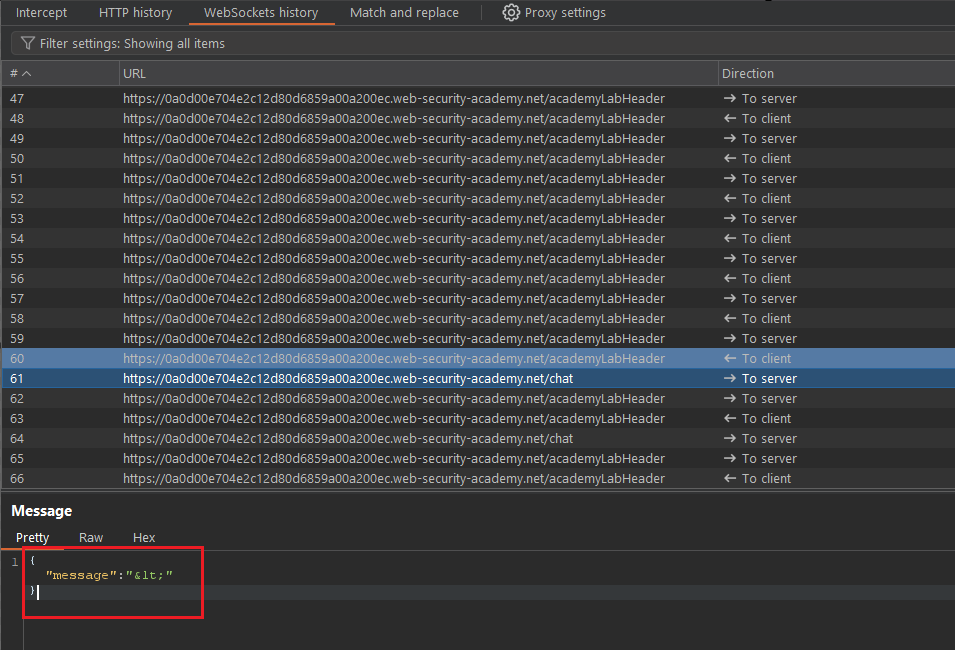 Intercept HTTP history WebSockets history Match and replace Proxy settings
Filter settings: Showing all items
# URL Direction
47 https://0a0d00e704e2c12d80d6859a00a200ec.web-security-academy.net/academyLabHeader → To server
48 https://0a0d00e704e2c12d80d6859a00a200ec.web-security-academy.net/academyLabHeader ← To client
49 https://0a0d00e704e2c12d80d6859a00a200ec.web-security-academy.net/academyLabHeader → To server
50 https://0a0d00e704e2c12d80d6859a00a200ec.web-security-academy.net/academyLabHeader ← To client
51 https://0a0d00e704e2c12d80d6859a00a200ec.web-security-academy.net/academyLabHeader → To server
52 https://0a0d00e704e2c12d80d6859a00a200ec.web-security-academy.net/academyLabHeader ← To client
53 https://0a0d00e704e2c12d80d6859a00a200ec.web-security-academy.net/academyLabHeader → To server
54 https://0a0d00e704e2c12d80d6859a00a200ec.web-security-academy.net/academyLabHeader ← To client
55 https://0a0d00e704e2c12d80d6859a00a200ec.web-security-academy.net/academyLabHeader → To server
56 https://0a0d00e704e2c12d80d6859a00a200ec.web-security-academy.net/academyLabHeader ← To client
57 https://0a0d00e704e2c12d80d6859a00a200ec.web-security-academy.net/academyLabHeader → To server
58 https://0a0d00e704e2c12d80d6859a00a200ec.web-security-academy.net/academyLabHeader ← To client
59 https://0a0d00e704e2c12d80d6859a00a200ec.web-security-academy.net/academyLabHeader → To server
60 https://0a0d00e704e2c12d80d6859a00a200ec.web-security-academy.net/academyLabHeader ← To client
61 https://0a0d00e704e2c12d80d6859a00a200ec.web-security-academy.net/chat → To server
62 https://0a0d00e704e2c12d80d6859a00a200ec.web-security-academy.net/academyLabHeader → To server
63 https://0a0d00e704e2c12d80d6859a00a200ec.web-security-academy.net/academyLabHeader ← To client
64 https://0a0d00e704e2c12d80d6859a00a200ec.web-security-academy.net/chat → To server
65 https://0a0d00e704e2c12d80d6859a00a200ec.web-security-academy.net/academyLabHeader → To server
66 https://0a0d00e704e2c12d80d6859a00a200ec.web-security-academy.net/academyLabHeader ← To client
Message
Pretty Raw Hex
1 {
"message":"&lt;"
}